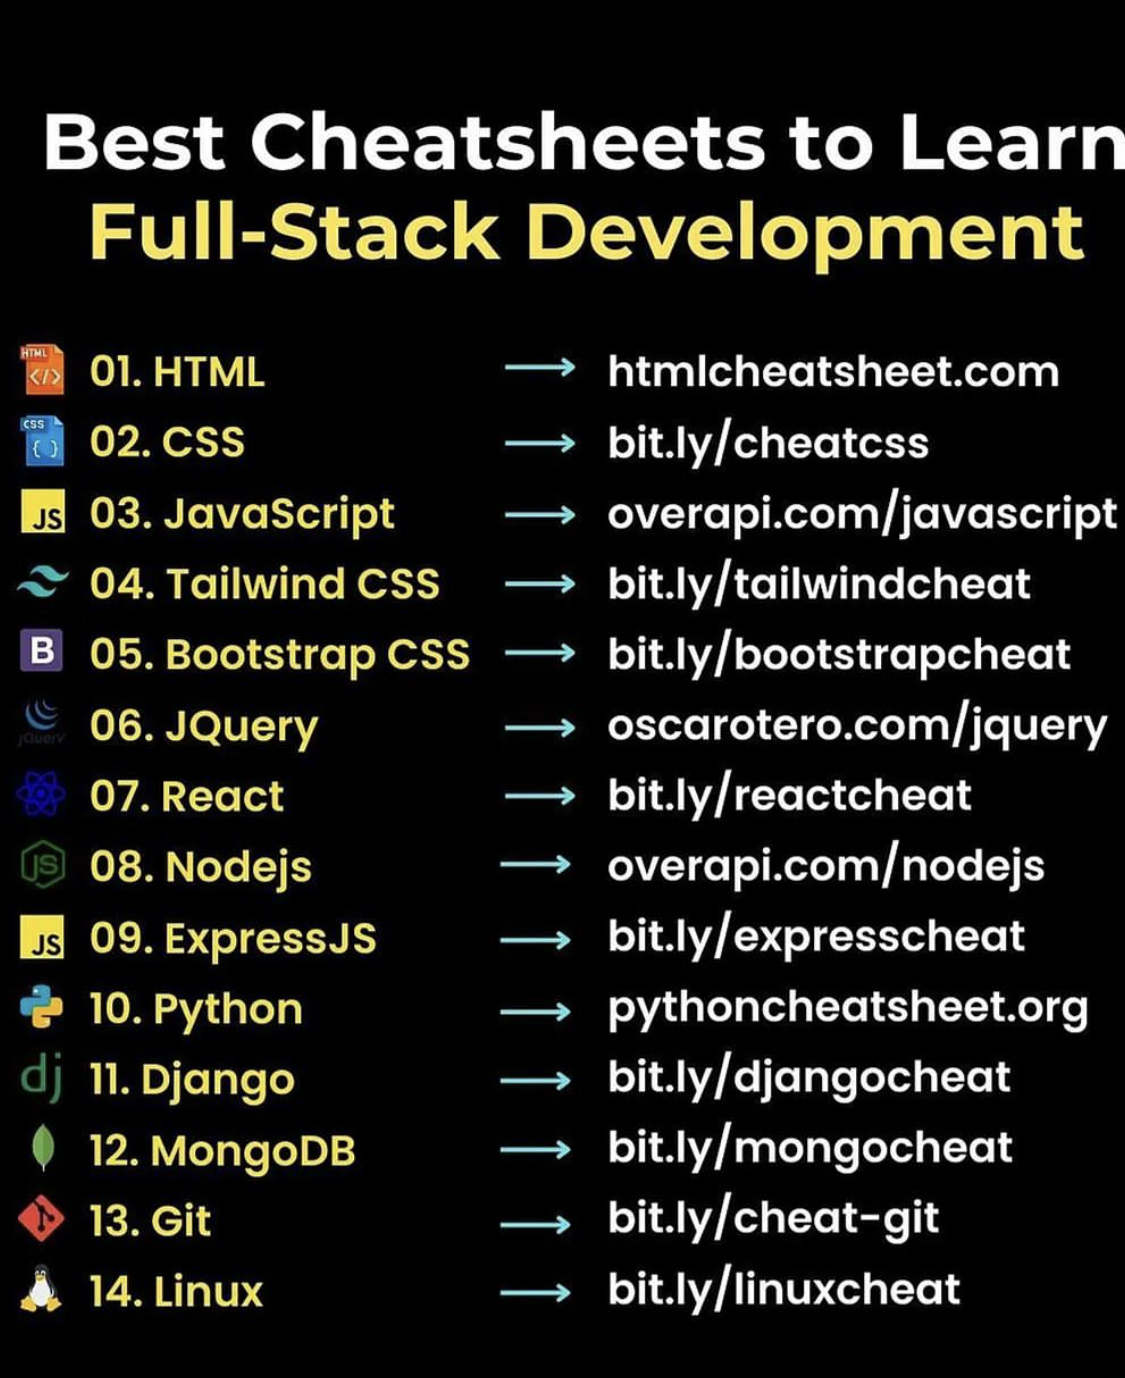 Best Cheatsheets to Learn
Full-Stack Development
HTML
01. HTML → htmlcheatsheet.com
CSS
02. CSS → bit.ly/cheatcss
JS 03. JavaScript → overapi.com/javascript
04. Tailwind CSS → bit.ly/tailwindcheat
B 05. Bootstrap CSS → bit.ly/bootstrapcheat
jQuery 06. JQuery → oscarotero.com/jquery
07. React → bit.ly/reactcheat
JS 08. Nodejs → overapi.com/nodejs
JS 09. ExpressJS → bit.ly/expresscheat
10. Python → pythoncheatsheet.org
dj 11. Django → bit.ly/djangocheat
12. MongoDB → bit.ly/mongocheat
13. Git → bit.ly/cheat-git
14. Linux → bit.ly/linuxcheat